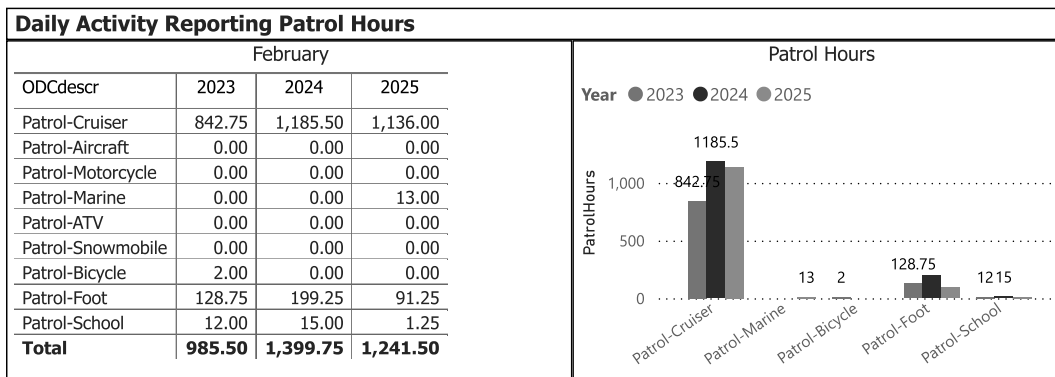 Daily Activity Reporting Patrol Hours
February
ODCdescr 2023 2024 2025
Patrol-Cruiser 842.75 1,185.50 1,136.00
Patrol-Aircraft 0.00 0.00 0.00
Patrol-Motorcycle 0.00 0.00 0.00
Patrol-Marine 0.00 0.00 13.00
Patrol-ATV 0.00 0.00 0.00
Patrol-Snowmobile 0.00 0.00 0.00
Patrol-Bicycle 2.00 0.00 0.00
Patrol-Foot 128.75 199.25 91.25
Patrol-School 12.00 15.00 1.25
Total 985.50 1,399.75 1,241.50
Patrol Hours
Year 2023 2024 2025
PatrolHours
1185.5
1,000 842.75
500
13 2 128.75 12 15
0
Patrol-Cruiser Patrol-Marine Patrol-Bicycle Patrol-Foot Patrol-School